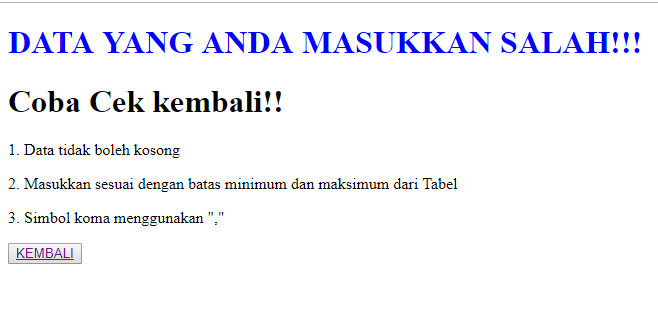 DATA YANG ANDA MASUKKAN SALAH!!!
Coba Cek kembali!!
1. Data tidak boleh kosong
2. Masukkan sesuai dengan batas minimum dan maksimum dari Tabel
3. Simbol koma menggunakan ","
KEMBALI